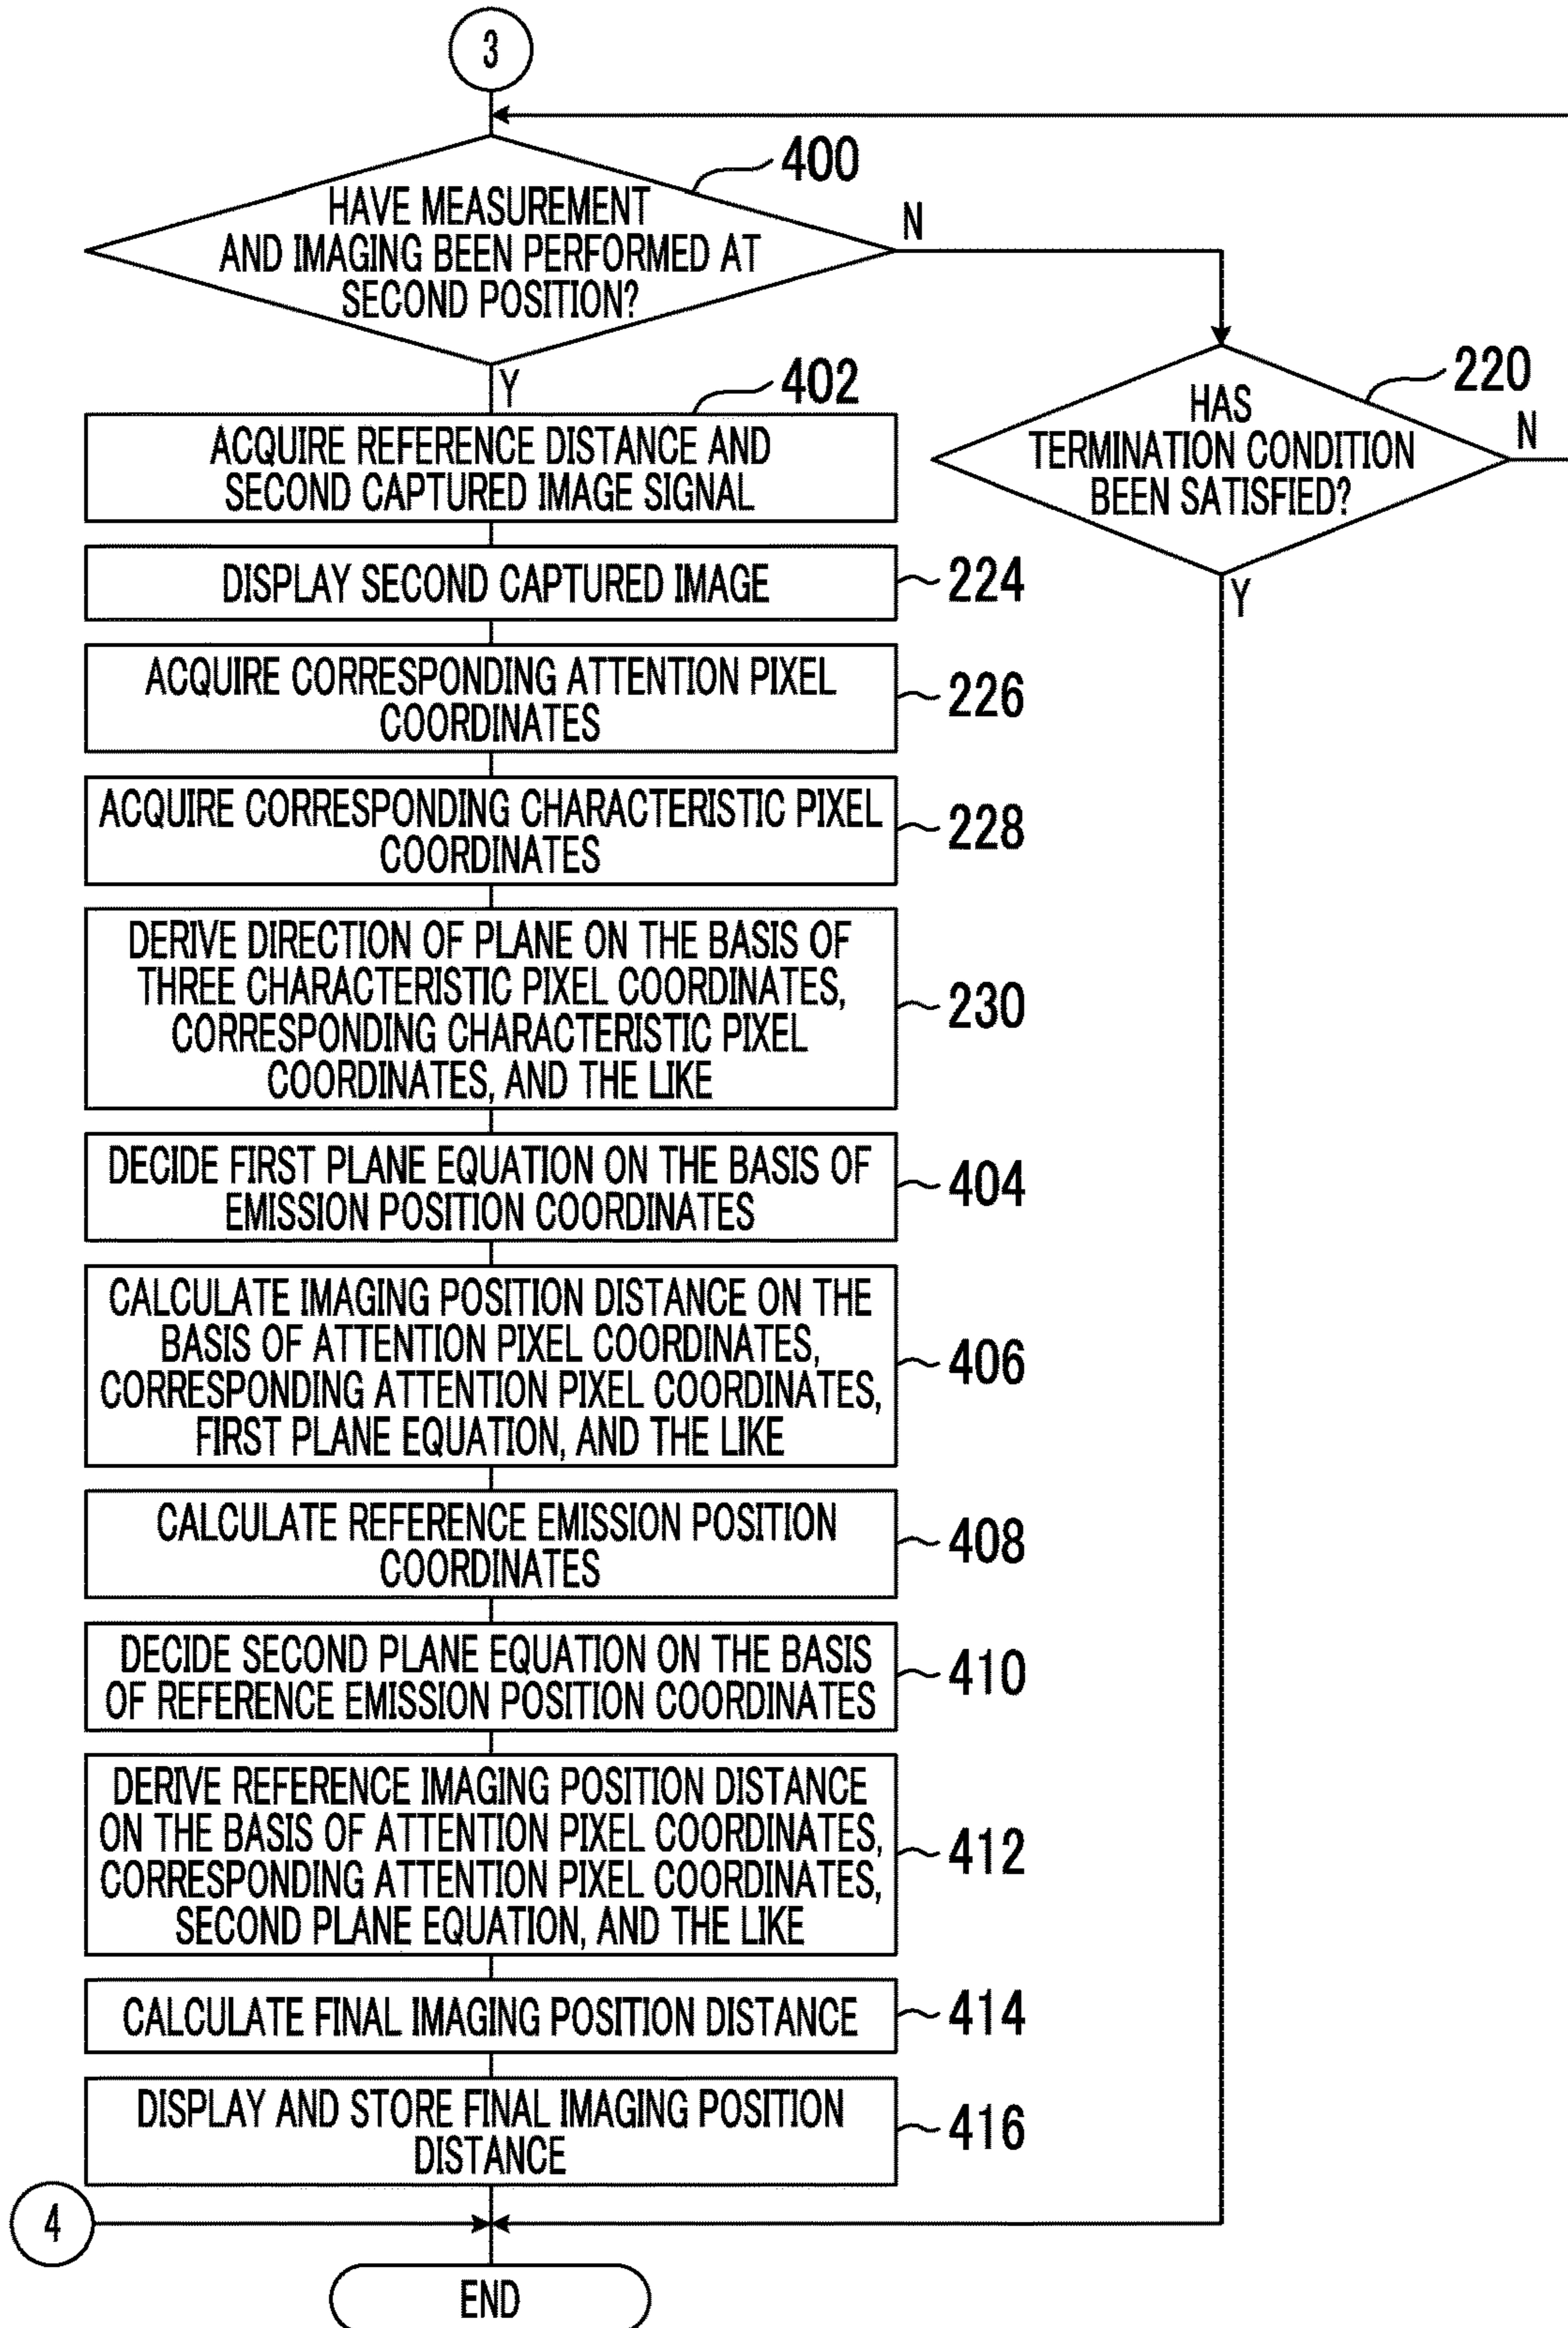 3
400
HAVE MEASUREMENT
AND IMAGING BEEN PERFORMED AT
SECOND POSITION?
N
Y
220
HAS
TERMINATION CONDITION
BEEN SATISFIED?
N
Y
402
ACQUIRE REFERENCE DISTANCE AND
SECOND CAPTURED IMAGE SIGNAL
DISPLAY SECOND CAPTURED IMAGE
224
ACQUIRE CORRESPONDING ATTENTION PIXEL
COORDINATES
226
ACQUIRE CORRESPONDING CHARACTERISTIC PIXEL
COORDINATES
228
DERIVE DIRECTION OF PLANE ON THE BASIS OF
THREE CHARACTERISTIC PIXEL COORDINATES,
CORRESPONDING CHARACTERISTIC PIXEL
COORDINATES, AND THE LIKE
230
DECIDE FIRST PLANE EQUATION ON THE BASIS OF
EMISSION POSITION COORDINATES
404
CALCULATE IMAGING POSITION DISTANCE ON THE
BASIS OF ATTENTION PIXEL COORDINATES,
CORRESPONDING ATTENTION PIXEL COORDINATES,
FIRST PLANE EQUATION, AND THE LIKE
406
CALCULATE REFERENCE EMISSION POSITION
COORDINATES
408
DECIDE SECOND PLANE EQUATION ON THE BASIS
OF REFERENCE EMISSION POSITION COORDINATES
410
DERIVE REFERENCE IMAGING POSITION DISTANCE
ON THE BASIS OF ATTENTION PIXEL COORDINATES,
CORRESPONDING ATTENTION PIXEL COORDINATES,
SECOND PLANE EQUATION, AND THE LIKE
412
CALCULATE FINAL IMAGING POSITION DISTANCE
414
DISPLAY AND STORE FINAL IMAGING POSITION
DISTANCE
416
4
END